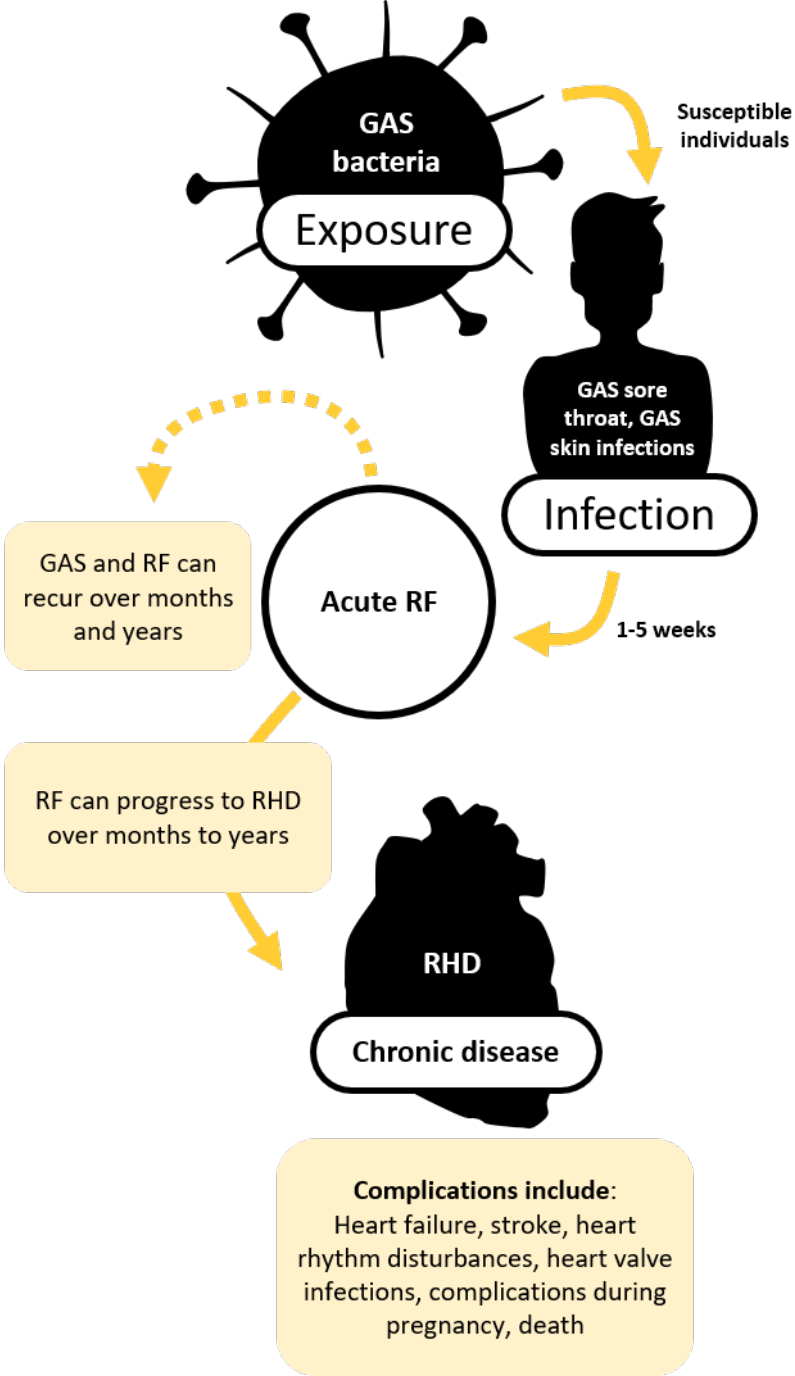 GAS
bacteria
Exposure
Susceptible
individuals
GAS sore
throat, GAS
skin infections
Infection
1-5 weeks
Acute RF
GAS and RF can
recur over months
and years
RF can progress to RHD
over months to years
RHD
Chronic disease
Complications include:
Heart failure, stroke, heart
rhythm disturbances, heart valve
infections, complications during
pregnancy, death